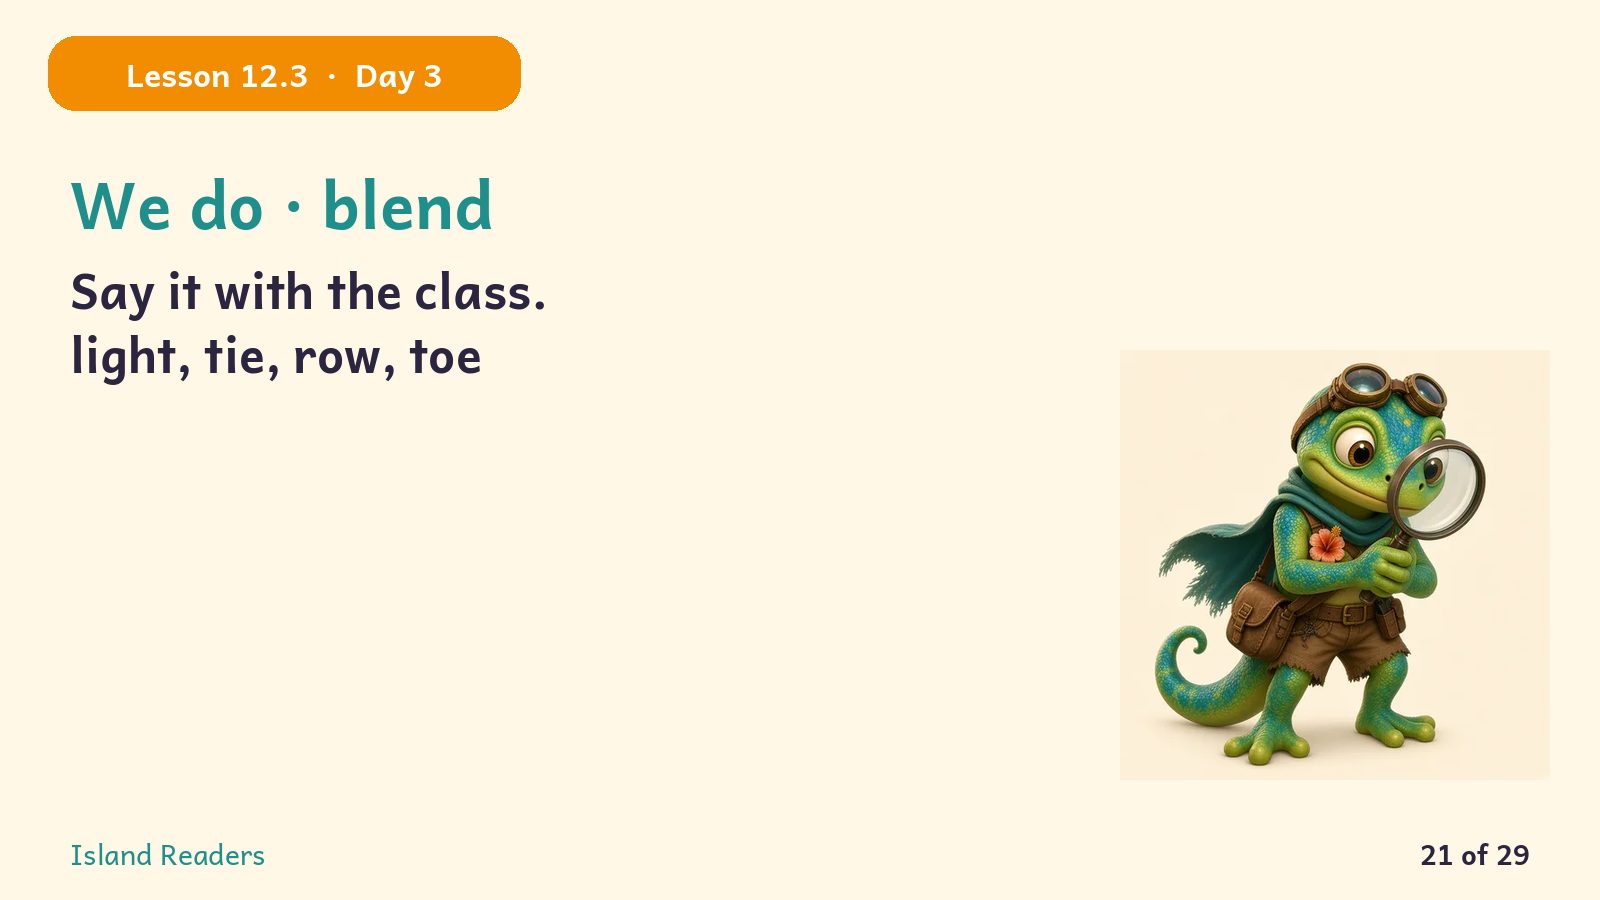 Lesson 12.3 · Day 3
We do · blend
Say it with the class.
light, tie, row, toe
Island Readers
21 of 29